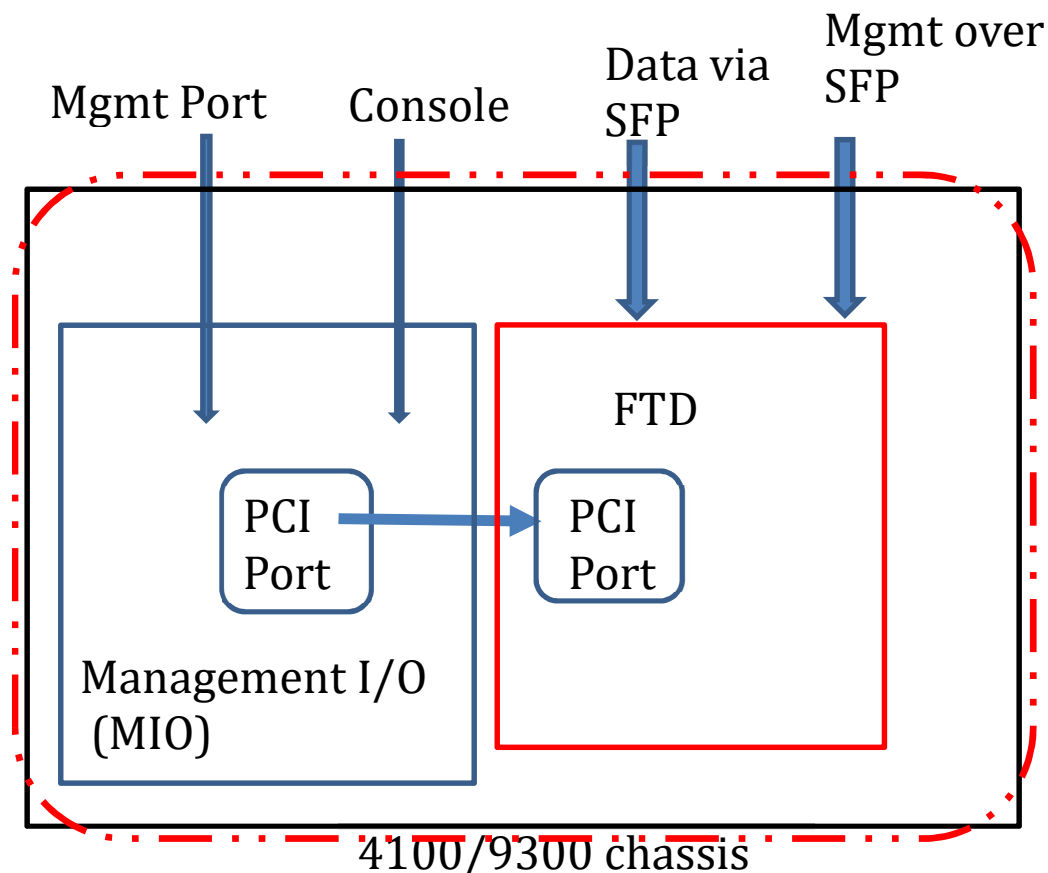 Mgmt Port
Console
Data via
SFP
Mgmt over
SFP
FTD
PCI
Port
PCI
Port
Management I/O
(MIO)
4100/9300 chassis